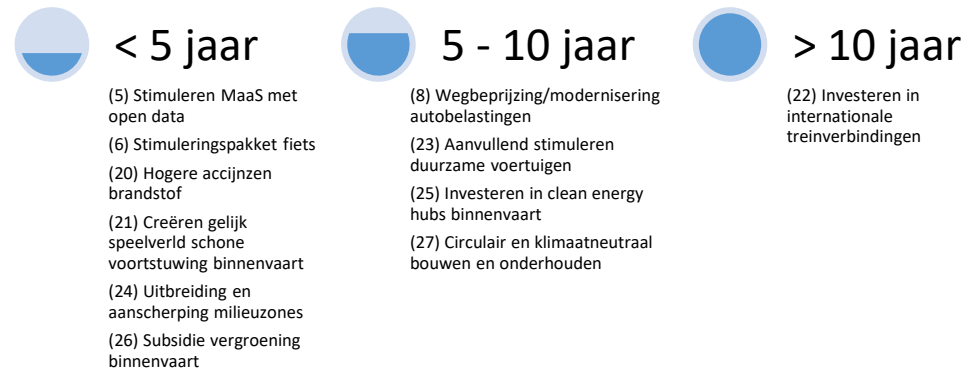 < 5 jaar
(5) Stimuleren MaaS met
open data
(6) Stimuleringspakket fiets
(20) Hogere accijnzen
brandstof
(21) Creëren gelijk
speelverld schone
voortstuwing binnenvaart
(24) Uitbreiding en
aanscherping milieuzones
(26) Subsidie vergroening
binnenvaart
5 - 10 jaar
(8) Wegbeprijzing/modernisering
autobelastingen
(23) Aanvullend stimuleren
duurzame voertuigen
(25) Investeren in clean energy
hubs binnenvaart
(27) Circulair en klimaatneutraal
bouwen en onderhouden
> 10 jaar
(22) Investeren in
internationale
treinverbindingen